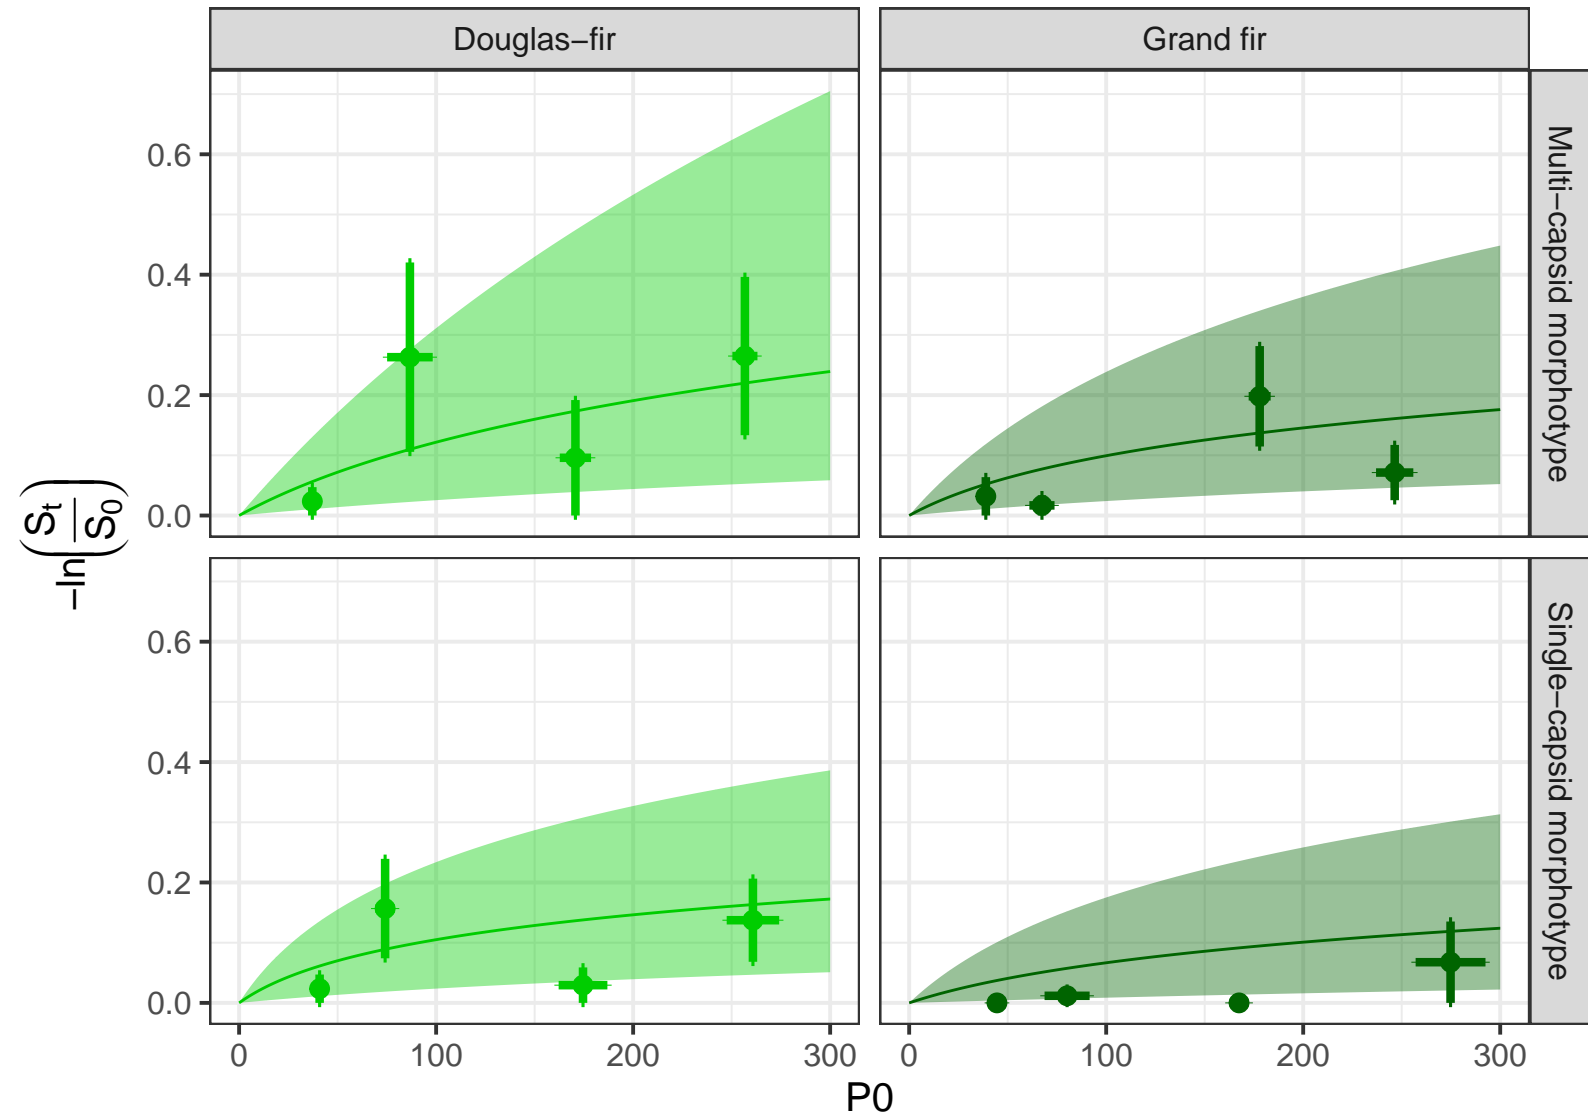 Douglas−fir
Grand fir
0.6
0.4
0.2
0.0
Multi−capsid morphotype
−ln(St/S0)
0.6
0.4
0.2
0.0
Single−capsid morphotype
0 100 200 300
0 100 200 300
P0